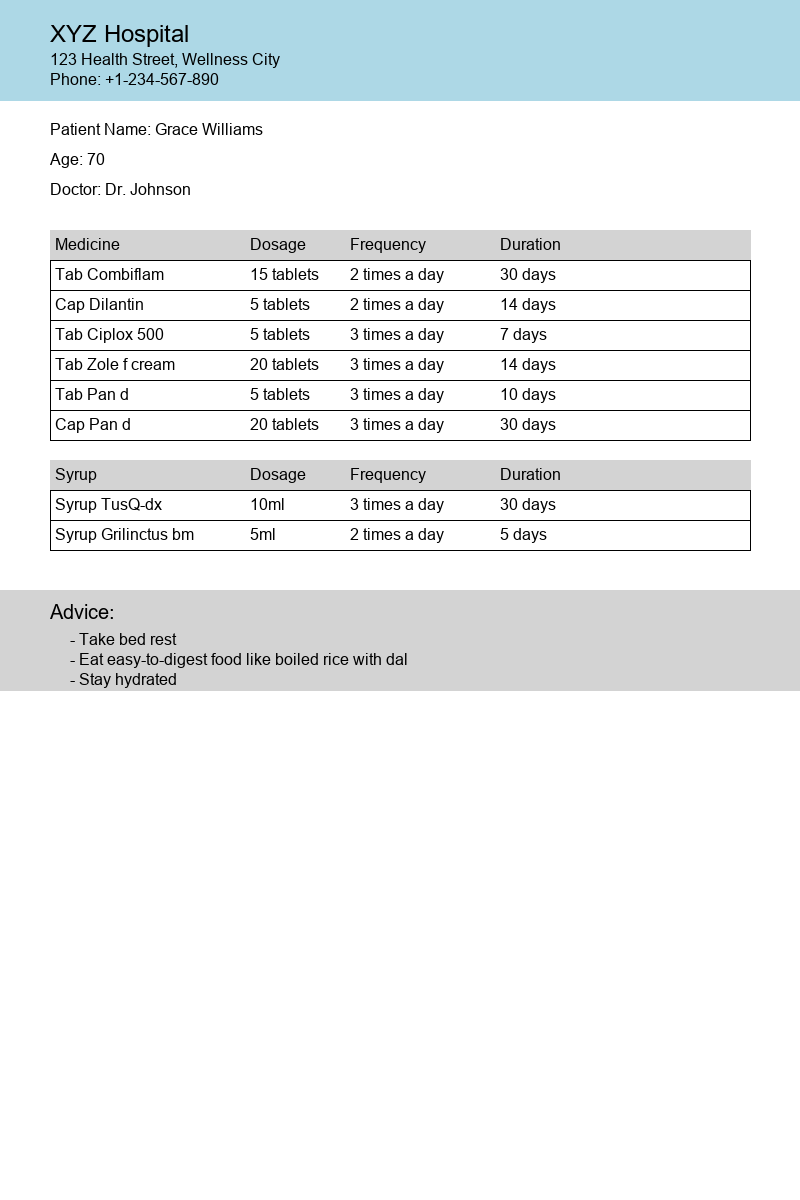 XYZ Hospital
123 Health Street, Wellness City
Phone: +1-234-567-890
Patient Name: Grace Williams
Age: 70
Doctor: Dr. Johnson
Medicine Dosage Frequency Duration
Tab Combiflam 15 tablets 2 times a day 30 days
Cap Dilantin 5 tablets 2 times a day 14 days
Tab Ciplox 500 5 tablets 3 times a day 7 days
Tab Zole f cream 20 tablets 3 times a day 14 days
Tab Pan d 5 tablets 3 times a day 10 days
Cap Pan d 20 tablets 3 times a day 30 days
Syrup Dosage Frequency Duration
Syrup TusQ-dx 10ml 3 times a day 30 days
Syrup Grilinctus bm 5ml 2 times a day 5 days
Advice:
- Take bed rest
- Eat easy-to-digest food like boiled rice with dal
- Stay hydrated